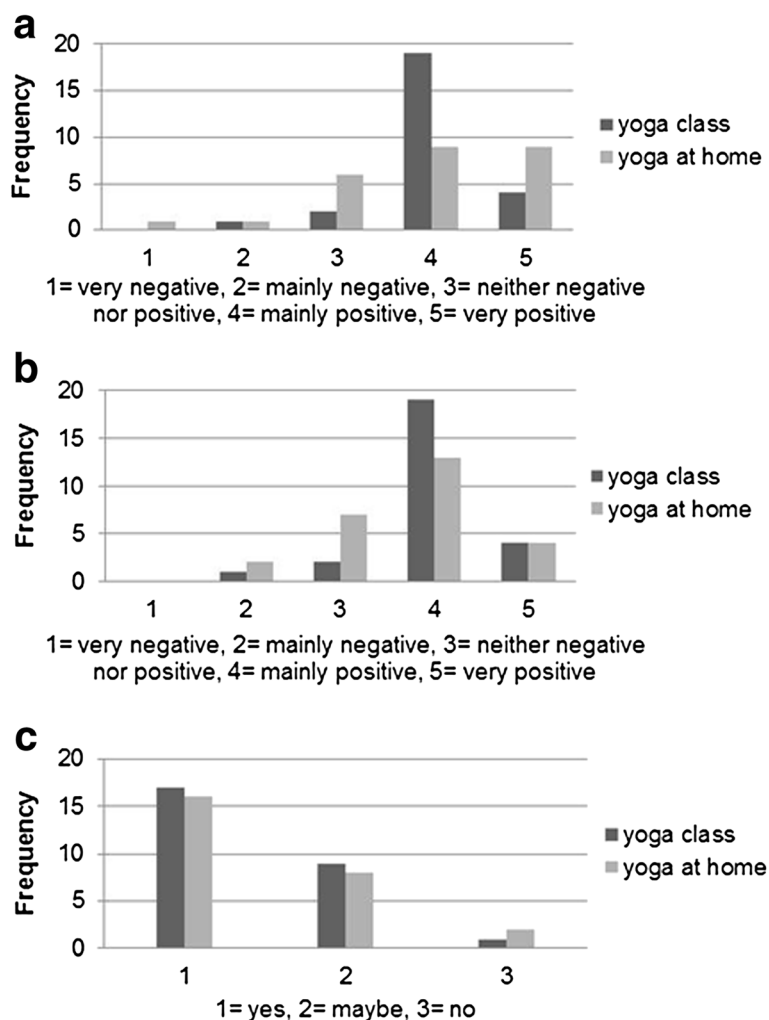 a
20
15
10
5
0
Frequency
1 2 3 4 5
yoga class
yoga at home
1= very negative, 2= mainly negative, 3= neither negative
nor positive, 4= mainly positive, 5= very positive
b
20
15
10
5
0
Frequency
1 2 3 4 5
yoga class
yoga at home
1= very negative, 2= mainly negative, 3= neither negative
nor positive, 4= mainly positive, 5= very positive
c
20
15
10
5
0
Frequency
1 2 3
yoga class
yoga at home
1= yes, 2= maybe, 3= no